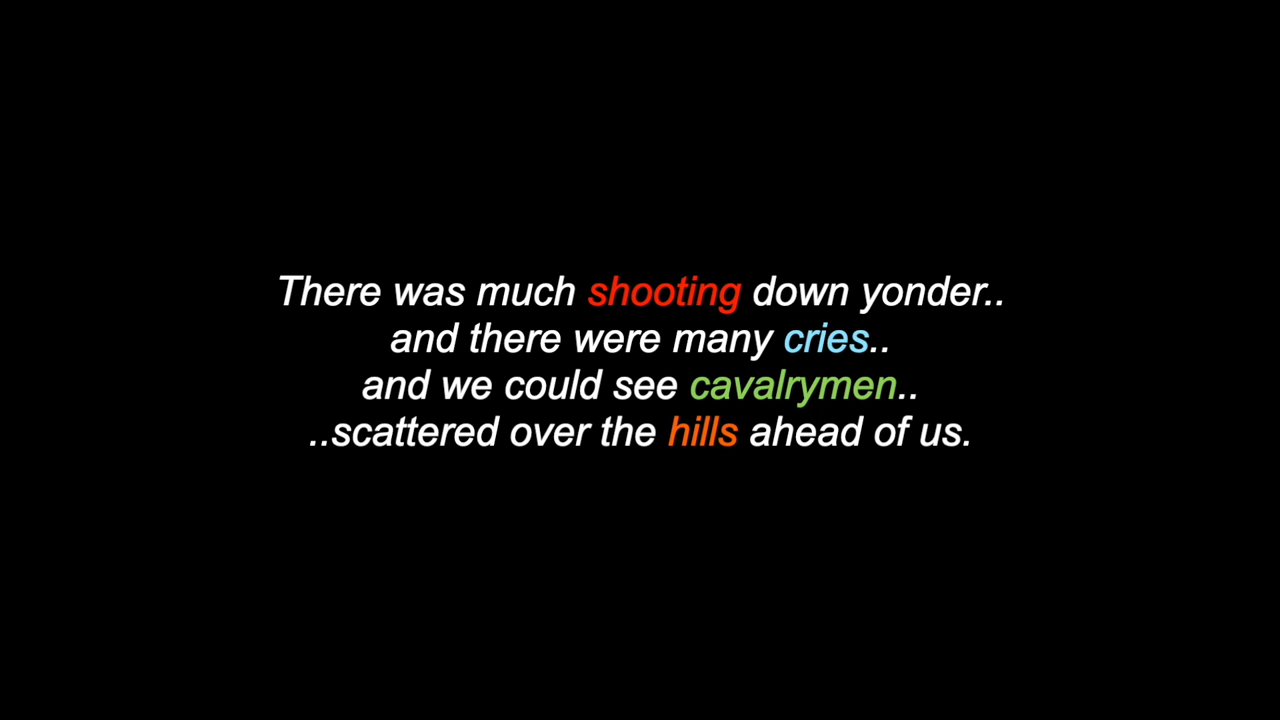 There was much shooting down yonder..
and there were many cries..
and we could see cavalrymen..
..scattered over the hills ahead of us.